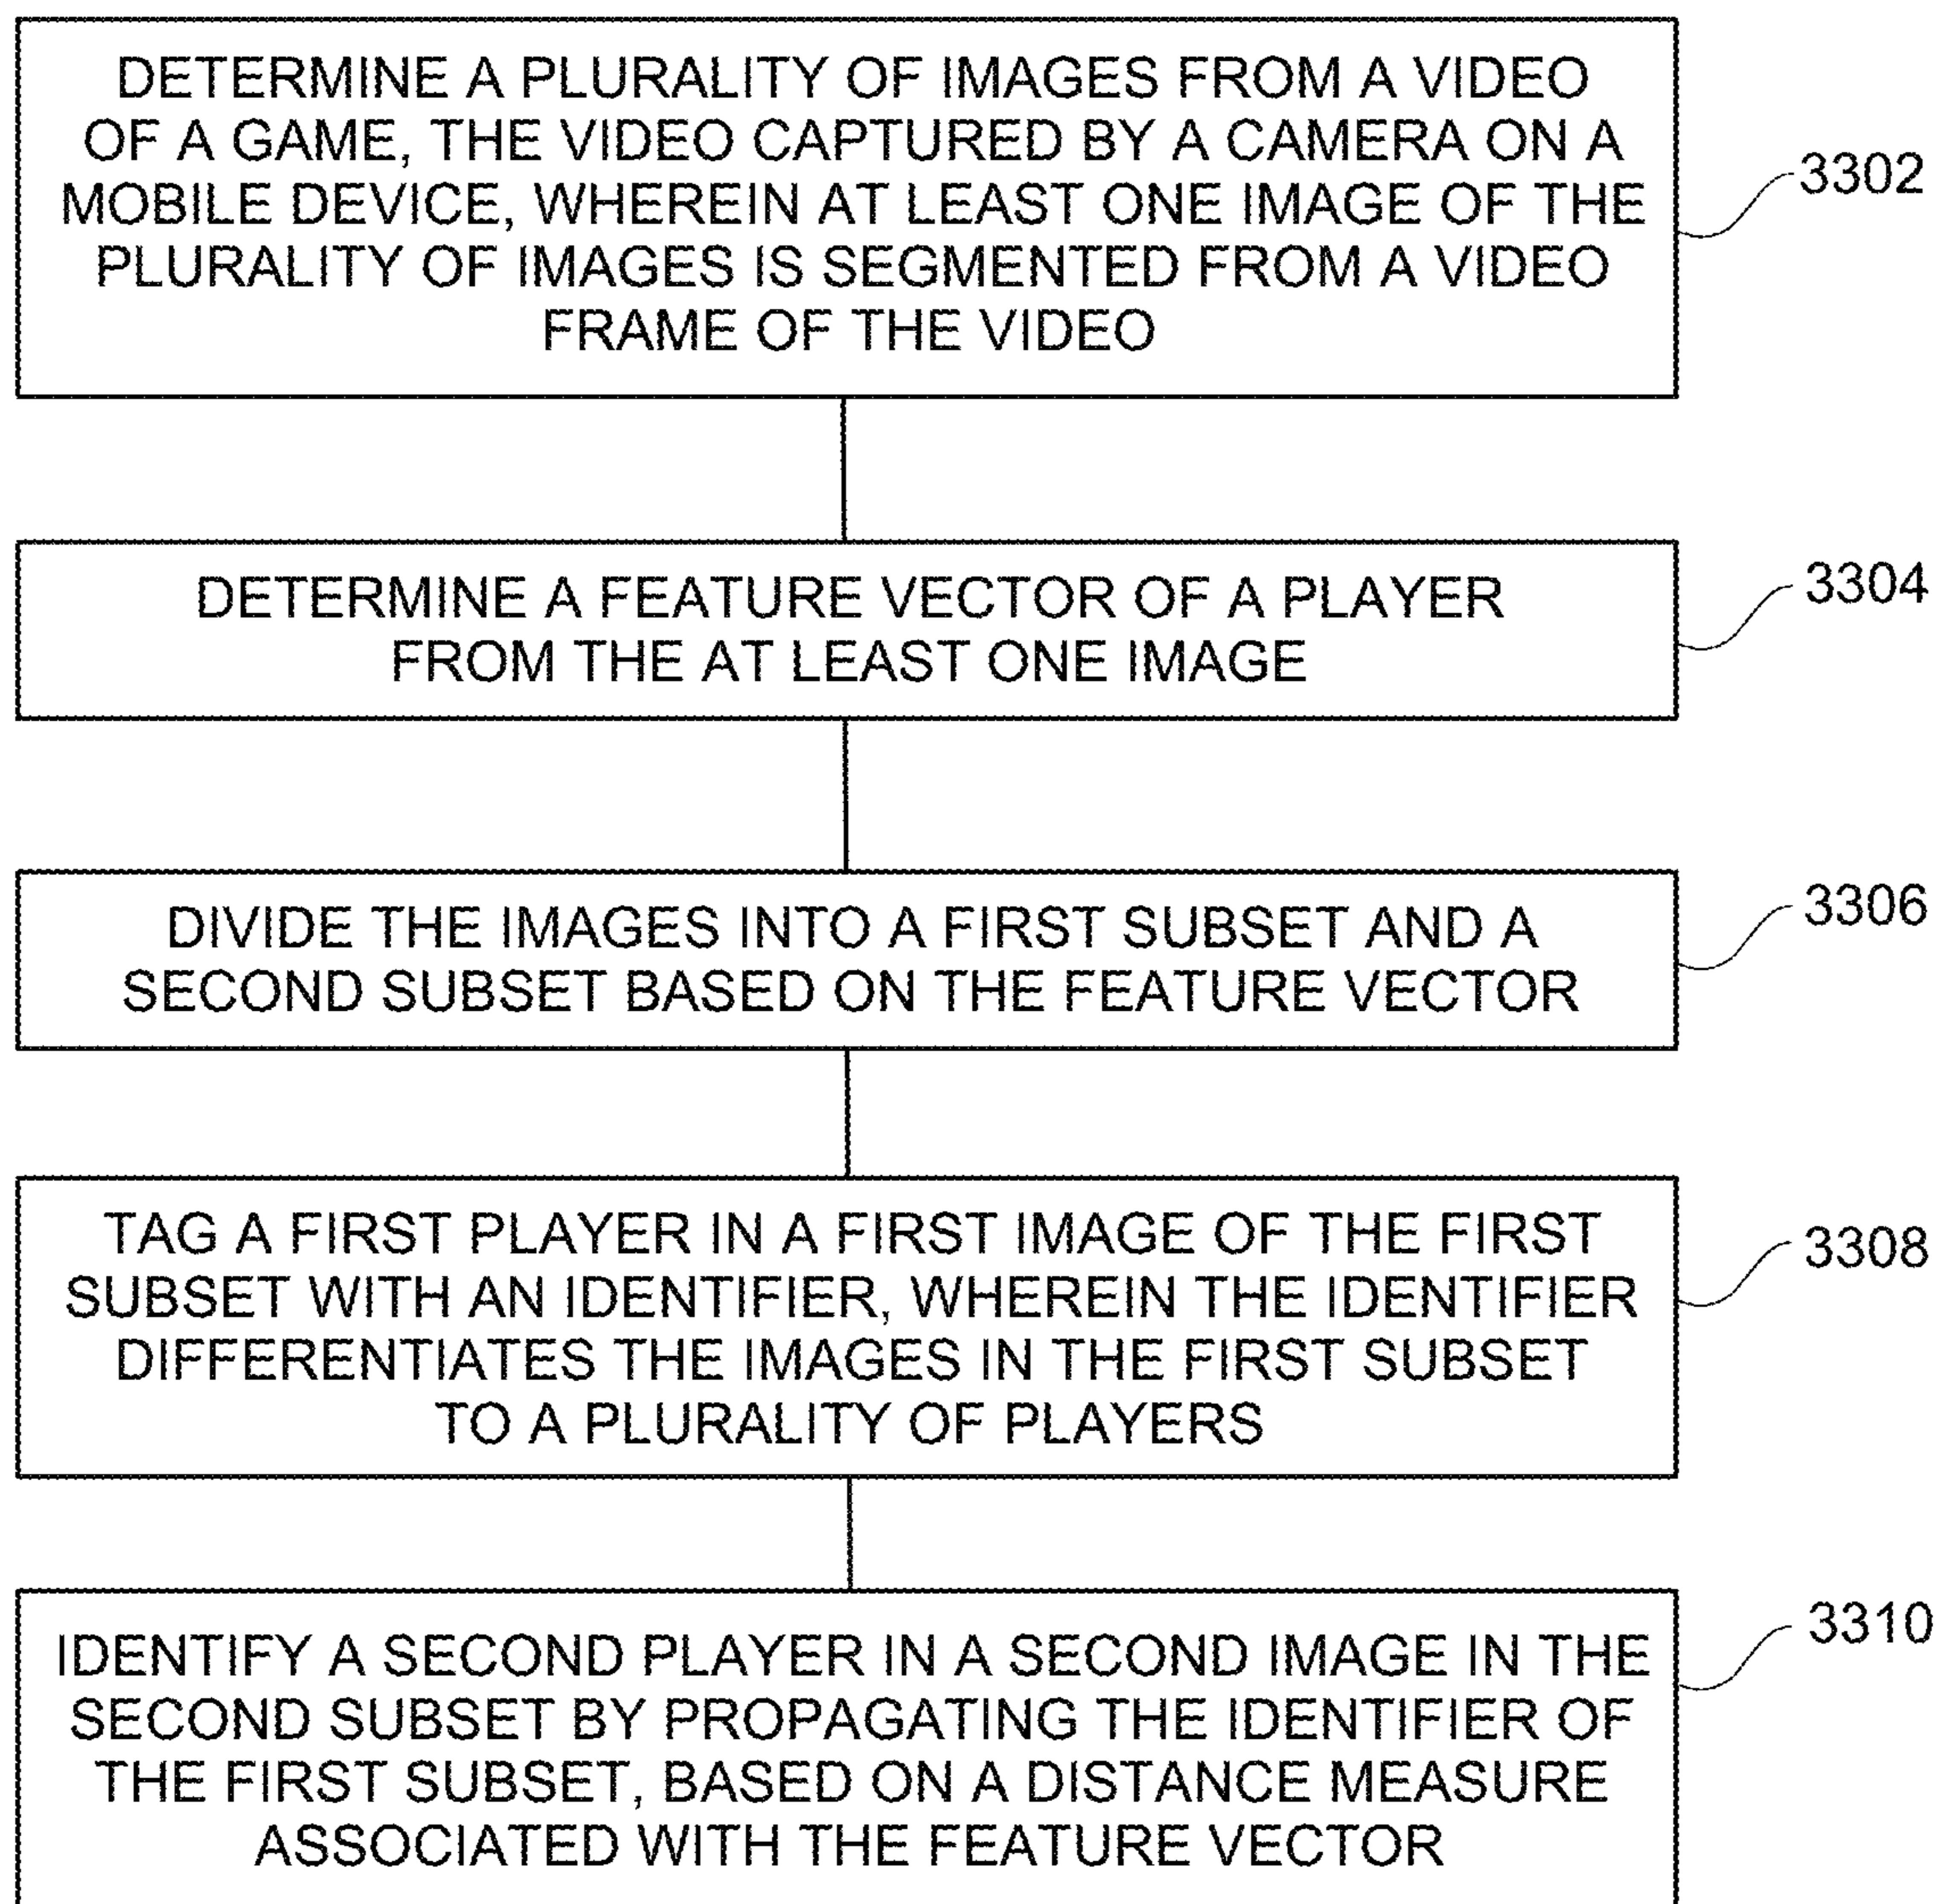 DETERMINE A PLURALITY OF IMAGES FROM A VIDEO
OF A GAME, THE VIDEO CAPTURED BY A CAMERA ON A
MOBILE DEVICE, WHEREIN AT LEAST ONE IMAGE OF THE
PLURALITY OF IMAGES IS SEGMENTED FROM A VIDEO
FRAME OF THE VIDEO
3302
DETERMINE A FEATURE VECTOR OF A PLAYER
FROM THE AT LEAST ONE IMAGE
3304
DIVIDE THE IMAGES INTO A FIRST SUBSET AND A
SECOND SUBSET BASED ON THE FEATURE VECTOR
3306
TAG A FIRST PLAYER IN A FIRST IMAGE OF THE FIRST
SUBSET WITH AN IDENTIFIER, WHEREIN THE IDENTIFIER
DIFFERENTIATES THE IMAGES IN THE FIRST SUBSET
TO A PLURALITY OF PLAYERS
3308
IDENTIFY A SECOND PLAYER IN A SECOND IMAGE IN THE
SECOND SUBSET BY PROPAGATING THE IDENTIFIER OF
THE FIRST SUBSET, BASED ON A DISTANCE MEASURE
ASSOCIATED WITH THE FEATURE VECTOR
3310